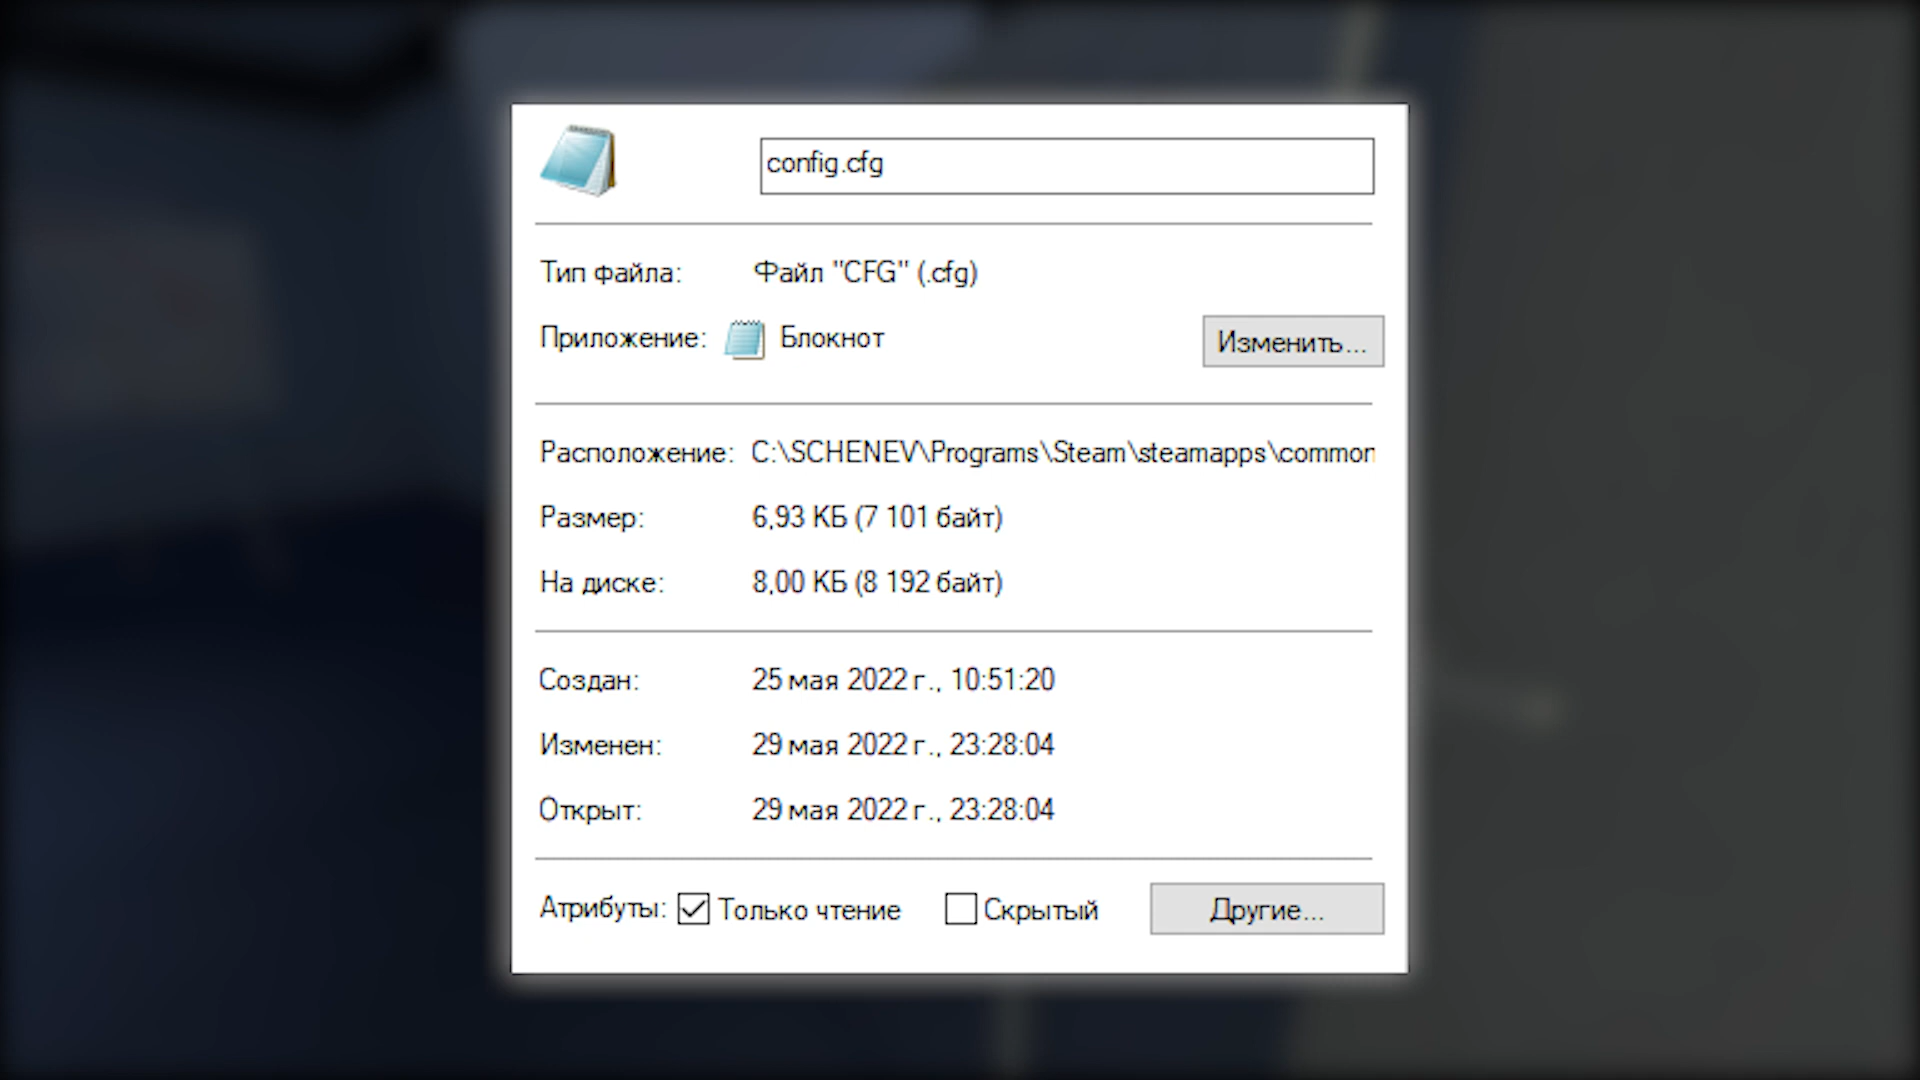 config.cfg
Тип файла: Файл "CFG" (.cfg)
Приложение: Блокнот Изменить...
Расположение: C:\SCHENEV\Programs\Steam\steamapps\common
Размер: 6,93 КБ (7 101 байт)
На диске: 8,00 КБ (8 192 байт)
Создан: 25 мая 2022 г., 10:51:20
Изменен: 29 мая 2022 г., 23:28:04
Открыт: 29 мая 2022 г., 23:28:04
Атрибуты: Только чтение Скрытый Другие...